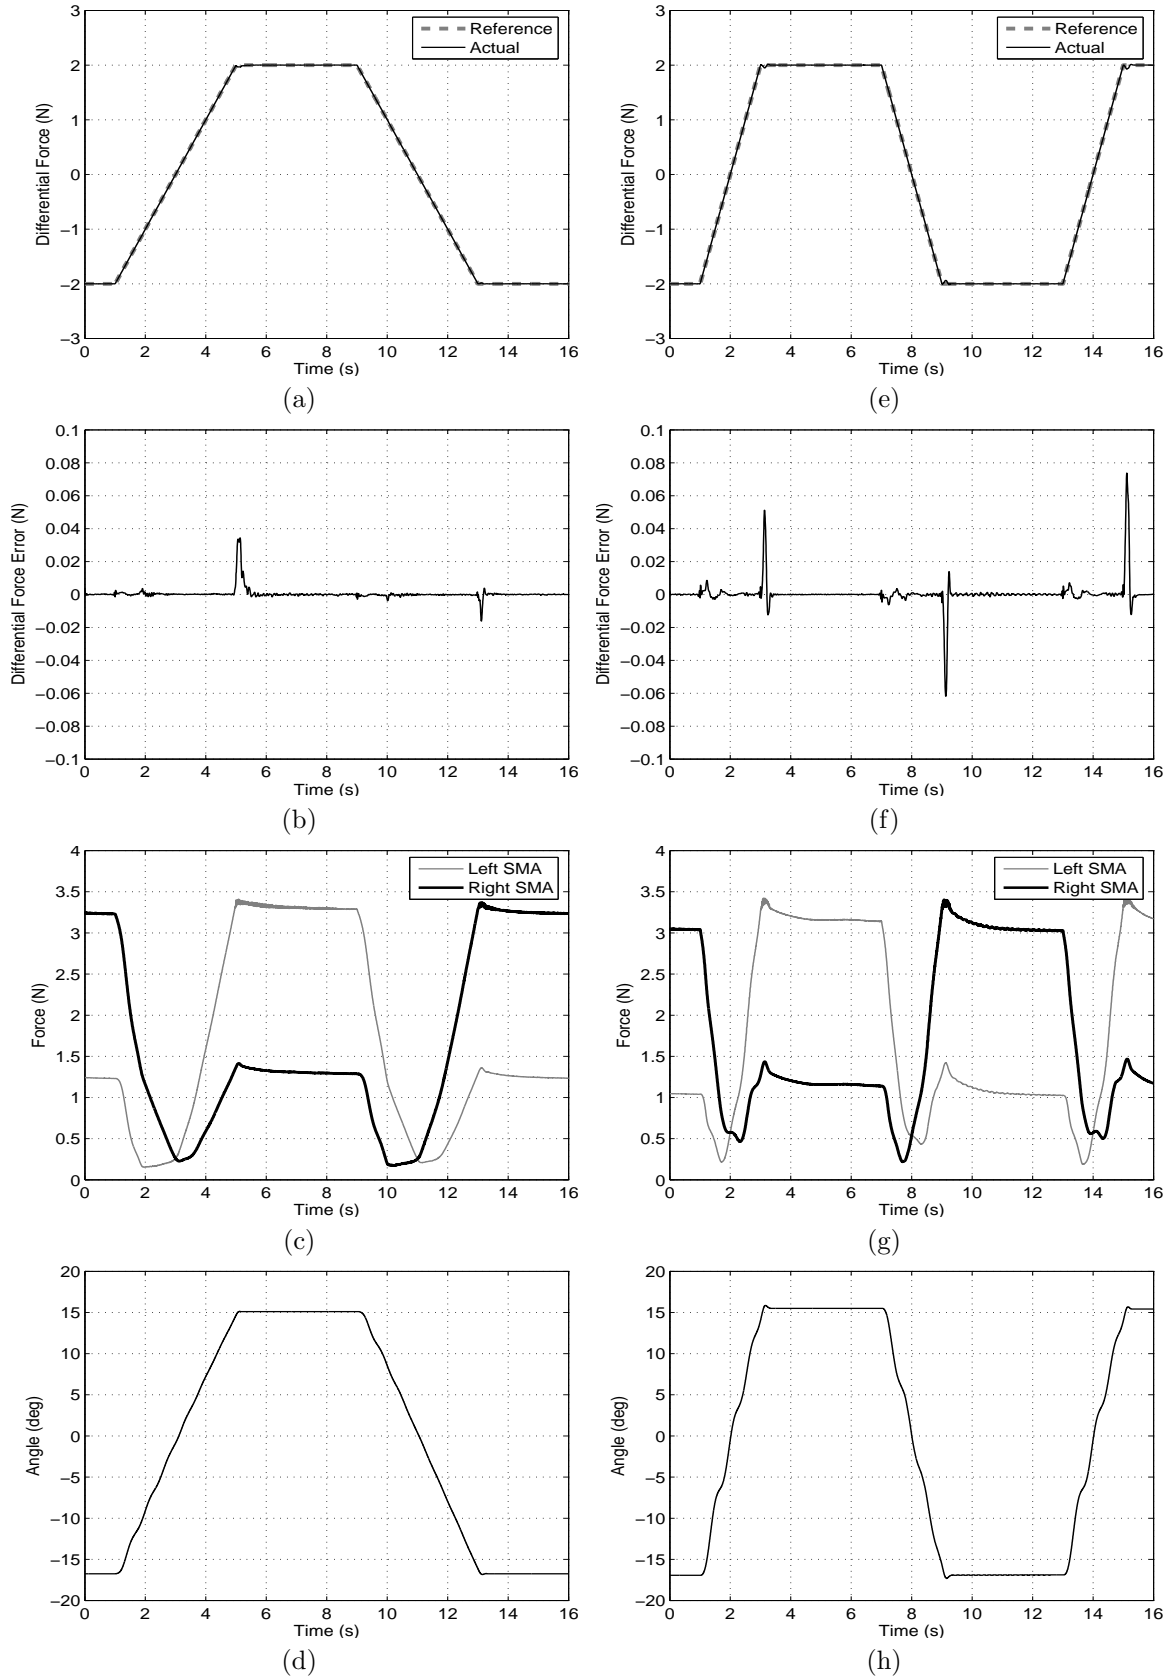 3
2
1
0
−1
−2
−3
0 2 4 6 8 10 12 14 16
Differential Force (N)
Time (s)
Reference
Actual
(a)
3
2
1
0
−1
−2
−3
0 2 4 6 8 10 12 14 16
Differential Force (N)
Time (s)
Reference
Actual
(e)
0.1
0.08
0.06
0.04
0.02
0
−0.02
−0.04
−0.06
−0.08
−0.1
0 2 4 6 8 10 12 14 16
Differential Force Error (N)
Time (s)
(b)
0.1
0.08
0.06
0.04
0.02
0
−0.02
−0.04
−0.06
−0.08
−0.1
0 2 4 6 8 10 12 14 16
Differential Force Error (N)
Time (s)
(f)
4
3.5
3
2.5
2
1.5
1
0.5
0
0 2 4 6 8 10 12 14 16
Force (N)
Time (s)
Left SMA
Right SMA
(c)
4
3.5
3
2.5
2
1.5
1
0.5
0
0 2 4 6 8 10 12 14 16
Force (N)
Time (s)
Left SMA
Right SMA
(g)
20
15
10
5
0
−5
−10
−15
−20
0 2 4 6 8 10 12 14 16
Angle (deg)
Time (s)
(d)
20
15
10
5
0
−5
−10
−15
−20
0 2 4 6 8 10 12 14 16
Angle (deg)
Time (s)
(h)